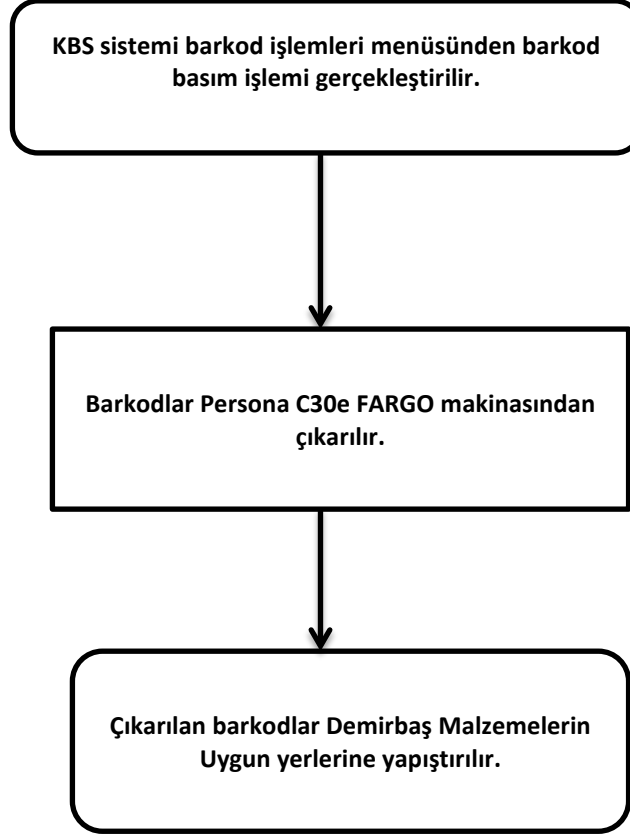 KBS sistemi barkod işlemleri menüsünden barkod
basım işlemi gerçekleştirilir.
Barkodlar Persona C30e FARGO makinasından
çıkarılır.
Çıkarılan barkodlar Demirbaş Malzemelerin
Uygun yerlerine yapıştırılır.